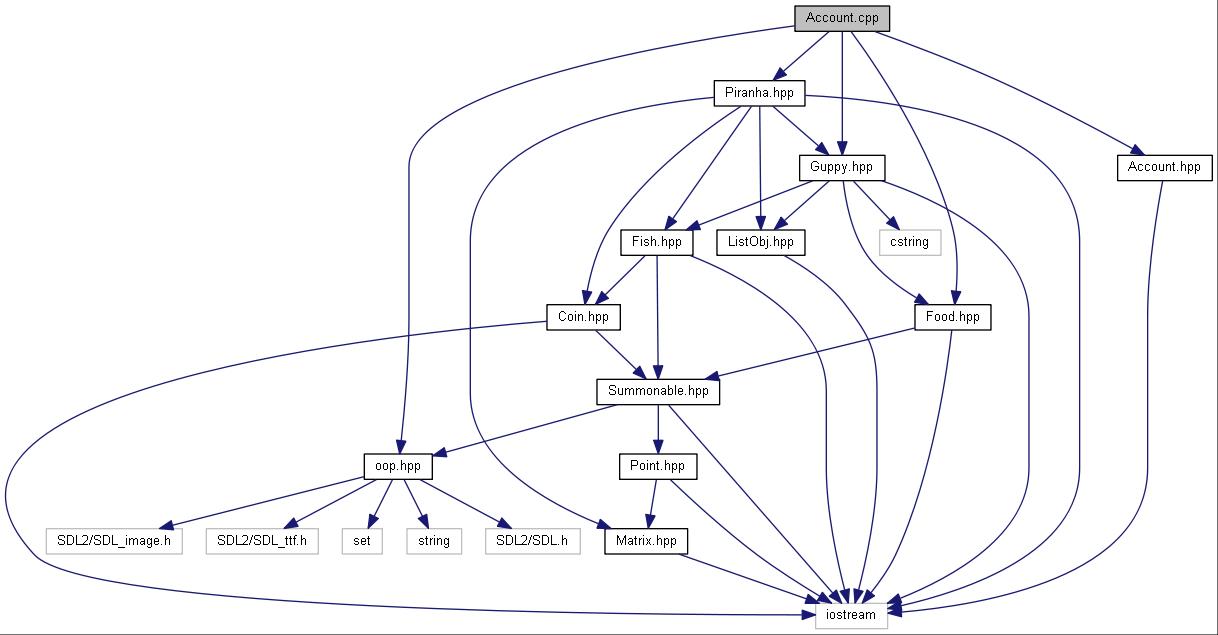 Account.cpp
Piranha.hpp
Guppy.hpp
Account.hpp
Fish.hpp
ListObj.hpp
cstring
Coin.hpp
Food.hpp
Summonable.hpp
oop.hpp
Point.hpp
SDL2/SDL_image.h
SDL2/SDL_ttf.h
set
string
SDL2/SDL.h
Matrix.hpp
iostream